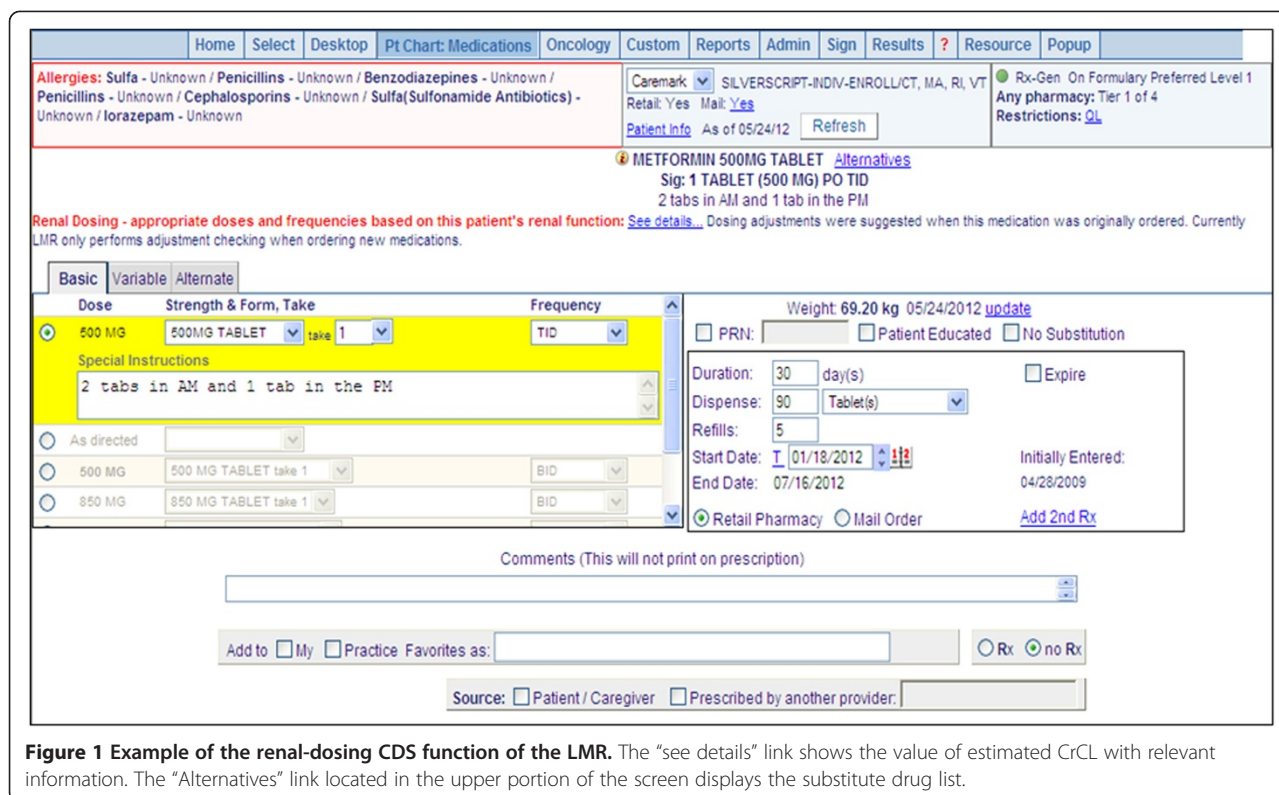 Home Select Desktop Pt Chart: Medications Oncology Custom Reports Admin Sign Results ? Resource Popup
Allergies: Sulfa - Unknown / Penicillins - Unknown / Benzodiazepines - Unknown /
Penicillins - Unknown / Cephalosporins - Unknown / Sulfa(Sulfonamide Antibiotics) -
Unknown / lorazepam - Unknown
Caremark SILVERSCRIPT-INDIV-ENROLL/CT, MA, RI, VT
Retail: Yes Mail: Yes
Patient Info As of 05/24/12 Refresh
Rx-Gen On Formulary Preferred Level 1
Any pharmacy: Tier 1 of 4
Restrictions: QL
METFORMIN 500MG TABLET Alternatives
Sig: 1 TABLET (500 MG) PO TID
2 tabs in AM and 1 tab in the PM
Renal Dosing - appropriate doses and frequencies based on this patient's renal function: See details... Dosing adjustments were suggested when this medication was originally ordered. Currently
LMR only performs adjustment checking when ordering new medications.
Basic Variable Alternate
Dose Strength & Form, Take Frequency
500 MG 500MG TABLET take 1 TID
Special Instructions
2 tabs in AM and 1 tab in the PM
As directed
500 MG 500 MG TABLET take 1 BID
850 MG 850 MG TABLET take 1 BID
Weight: 69.20 kg 05/24/2012 update
PRN: Patient Educated No Substitution
Duration: 30 day(s) Expire
Dispense: 90 Tablet(s)
Refills: 5
Start Date: T 01/18/2012 Initially Entered:
End Date: 07/16/2012 04/28/2009
Retail Pharmacy Mail Order Add 2nd Rx
Comments (This will not print on prescription)
Add to My Practice Favorites as: Rx no Rx
Source: Patient / Caregiver Prescribed by another provider:
Figure 1 Example of the renal-dosing CDS function of the LMR. The “see details” link shows the value of estimated CrCL with relevant
information. The “Alternatives” link located in the upper portion of the screen displays the substitute drug list.